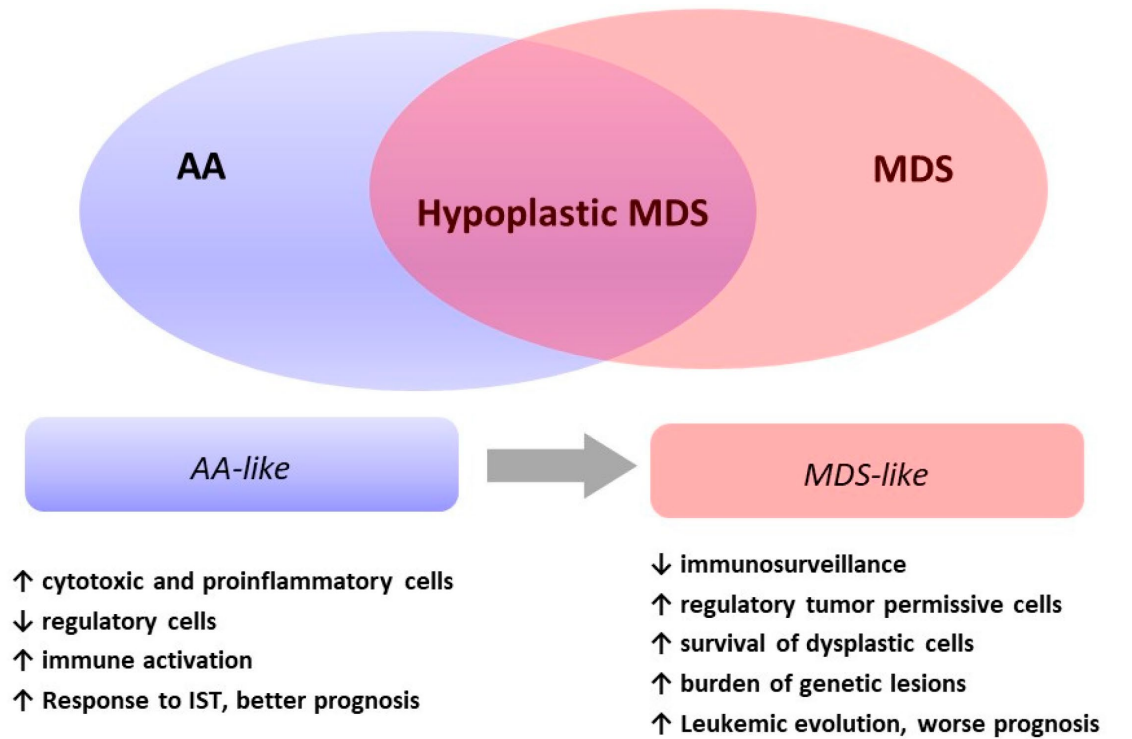 AA
MDS
Hypoplastic MDS
AA-like
MDS-like
↑ cytotoxic and proinflammatory cells
↓ regulatory cells
↑ immune activation
↑ Response to IST, better prognosis
↓ immunosurveillance
↑ regulatory tumor permissive cells
↑ survival of dysplastic cells
↑ burden of genetic lesions
↑ Leukemic evolution, worse prognosis